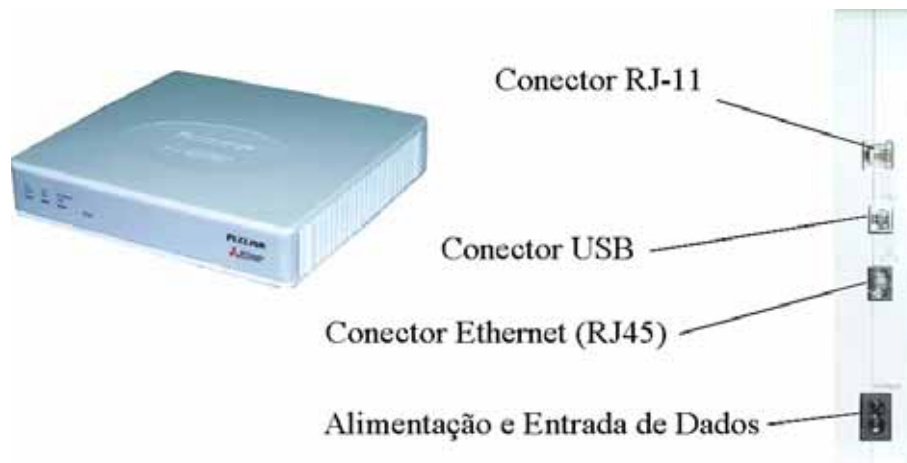 Conector RJ-11
Conector USB
Conector Ethernet (RJ45)
Alimentação e Entrada de Dados